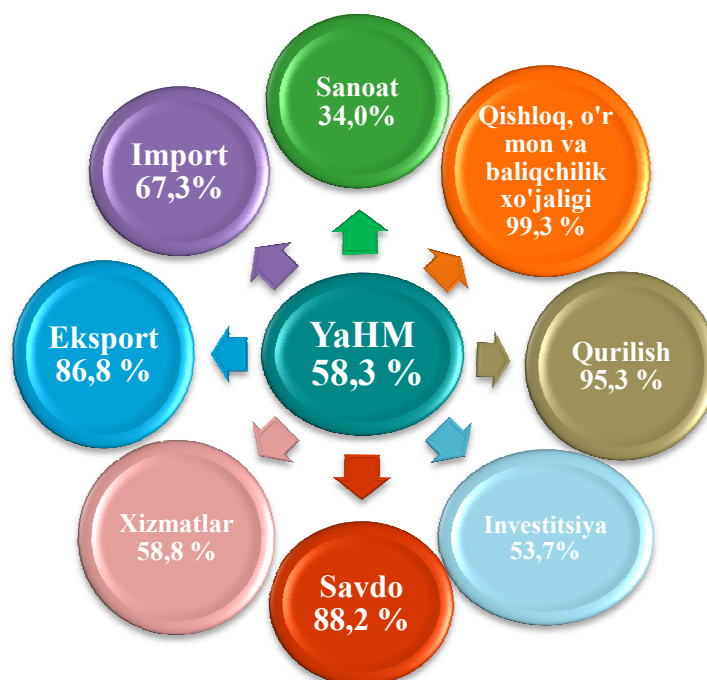 Sanoat
34,0%
Qishloq, o'r
mon va
baliqchilik
xo'jaligi
99,3 %
Import
67,3%
YaHM
58,3 %
Eksport
86,8 %
Qurilish
95,3 %
Xizmatlar
58,8 %
Investitsiya
53,7%
Savdo
88,2 %